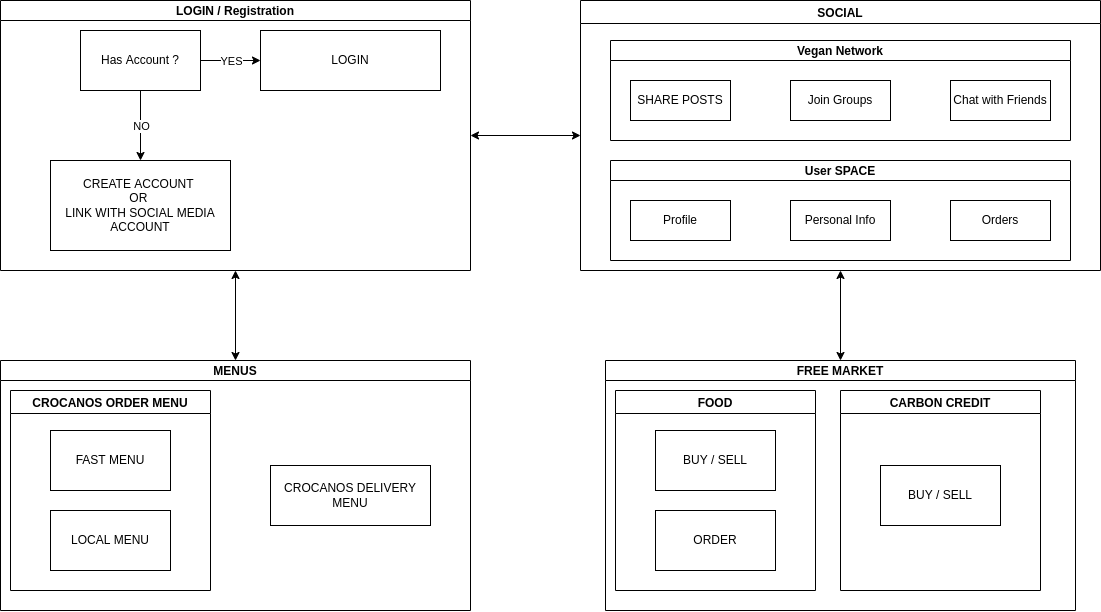 LOGIN / Registration
Has Account ?
YES
LOGIN
NO
CREATE ACCOUNT
OR
LINK WITH SOCIAL MEDIA
ACCOUNT
SOCIAL
Vegan Network
SHARE POSTS
Join Groups
Chat with Friends
User SPACE
Profile
Personal Info
Orders
MENUS
CROCANOS ORDER MENU
FAST MENU
LOCAL MENU
CROCANOS DELIVERY
MENU
FREE MARKET
FOOD
BUY / SELL
ORDER
CARBON CREDIT
BUY / SELL